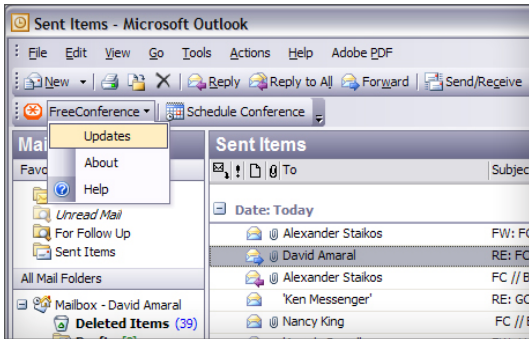 Sent Items - Microsoft Outlook
File Edit View Go Tools Actions Help Adobe PDF
New Reply Reply to All Forward Send/Receive
FreeConference Schedule Conference
Mai Sent Items
Updates
! To Subjec
Favo
About
Help
Unread Mail
Date: Today
For Follow Up
Alexander Staikos FW: FC
Sent Items
David Amaral RE: FC
All Mail Folders
Alexander Staikos FC // B
Mailbox - David Amaral
'Ken Messenger' RE: GO
Deleted Items (39)
Nancy King FC //